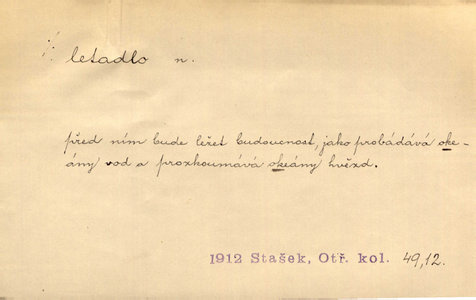 letadlo n.
před ním bude ležet budoucnost, jako probádává oke-
ány vod a prozkoumává okeány hvězd.
1912 Stašek, Otř. kol. 49,12.